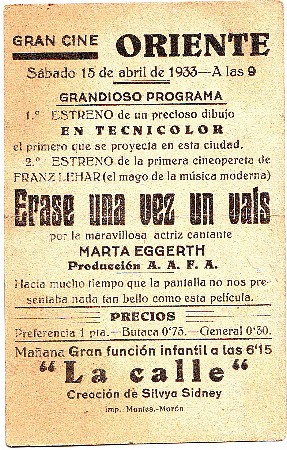 GRAN CINE ORIENTE
Sábado 15 de abril de 1933—A las 9
GRANDIOSO PROGRAMA
1.º ESTRENO de un precioso dibujo
EN TECNICOLOR
el primero que se proyecta en esta ciudad.
2.º ESTRENO de la primera cineopereta de
FRANZ LEHAR (el mago de la música moderna)
Erase una vez un vals
por la maravillosa actriz cantante
MARTA EGGERTH
Producción A. A. F. A.
Hacía mucho tiempo que la pantalla no nos pre-
sentaba nada tan bello como esta película.
PRECIOS
Preferencia 1 pta.—Butaca 0'75.—General 0'30.
Mañana Gran función infantil a las 6'15
"La calle"
Creación de Silvya Sidney
Imp. Montes.-Morón